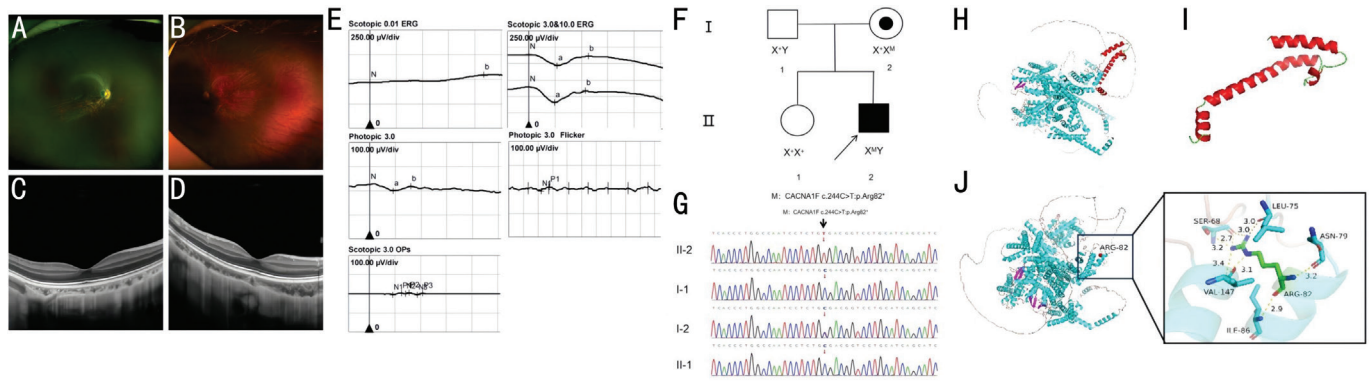 A
B
C
D
E
Scotopic 0.01 ERG
250.00 µV/div
N
b
0
Scotopic 3.0&10.0 ERG
250.00 µV/div
N
a
b
N
a
b
0
Photopic 3.0
100.00 µV/div
N
a
b
0
Photopic 3.0 Flicker
100.00 µV/div
N
P1
0
Scotopic 3.0 OPs
100.00 µV/div
N1
P3
0
F
I
X⁺Y
X⁺Xᴹ
1
2
II
X⁺X⁺
XᴹY
1
2
M: CACNA1F c.244C>T:p.Arg82*
G
M: CACNA1F c.244C>T:p.Arg82*
II-2
I-1
I-2
II-1
H
I
J
ARG-82
LEU-75
SER-68
ASN-79
3.0
3.0
2.7
3.2
3.4
3.1
3.2
VAL-147
ARG-82
2.9